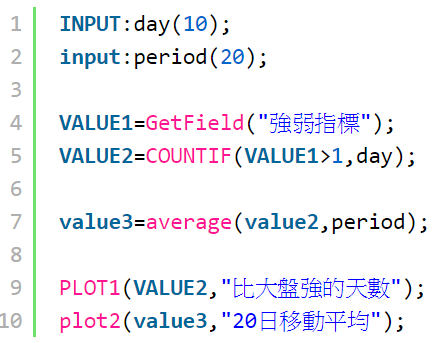 1 INPUT:day(10);
2 input:period(20);
3
4 VALUE1=GetField("強弱指標");
5 VALUE2=COUNTIF(VALUE1>1,day);
6
7 value3=average(value2,period);
8
9 PLOT1(VALUE2,"比大盤強的天數");
10 plot2(value3,"20日移動平均");